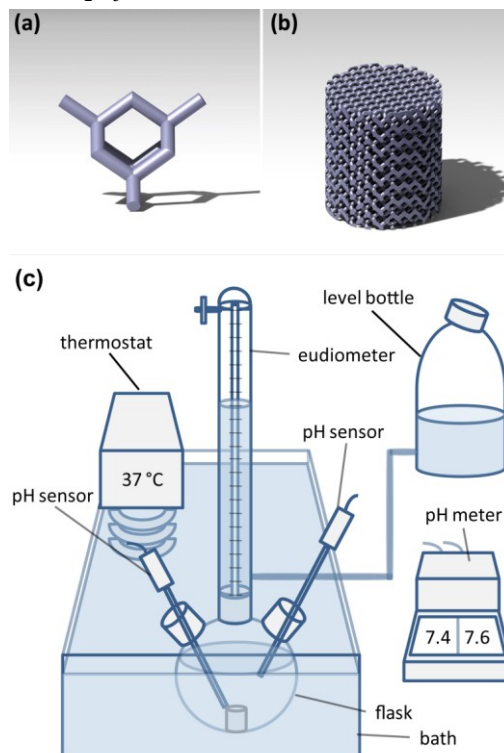 (a)
(b)
(c)
level bottle
thermostat
eudiometer
pH sensor
37 °C
pH sensor
pH meter
7.4 7.6
flask
bath